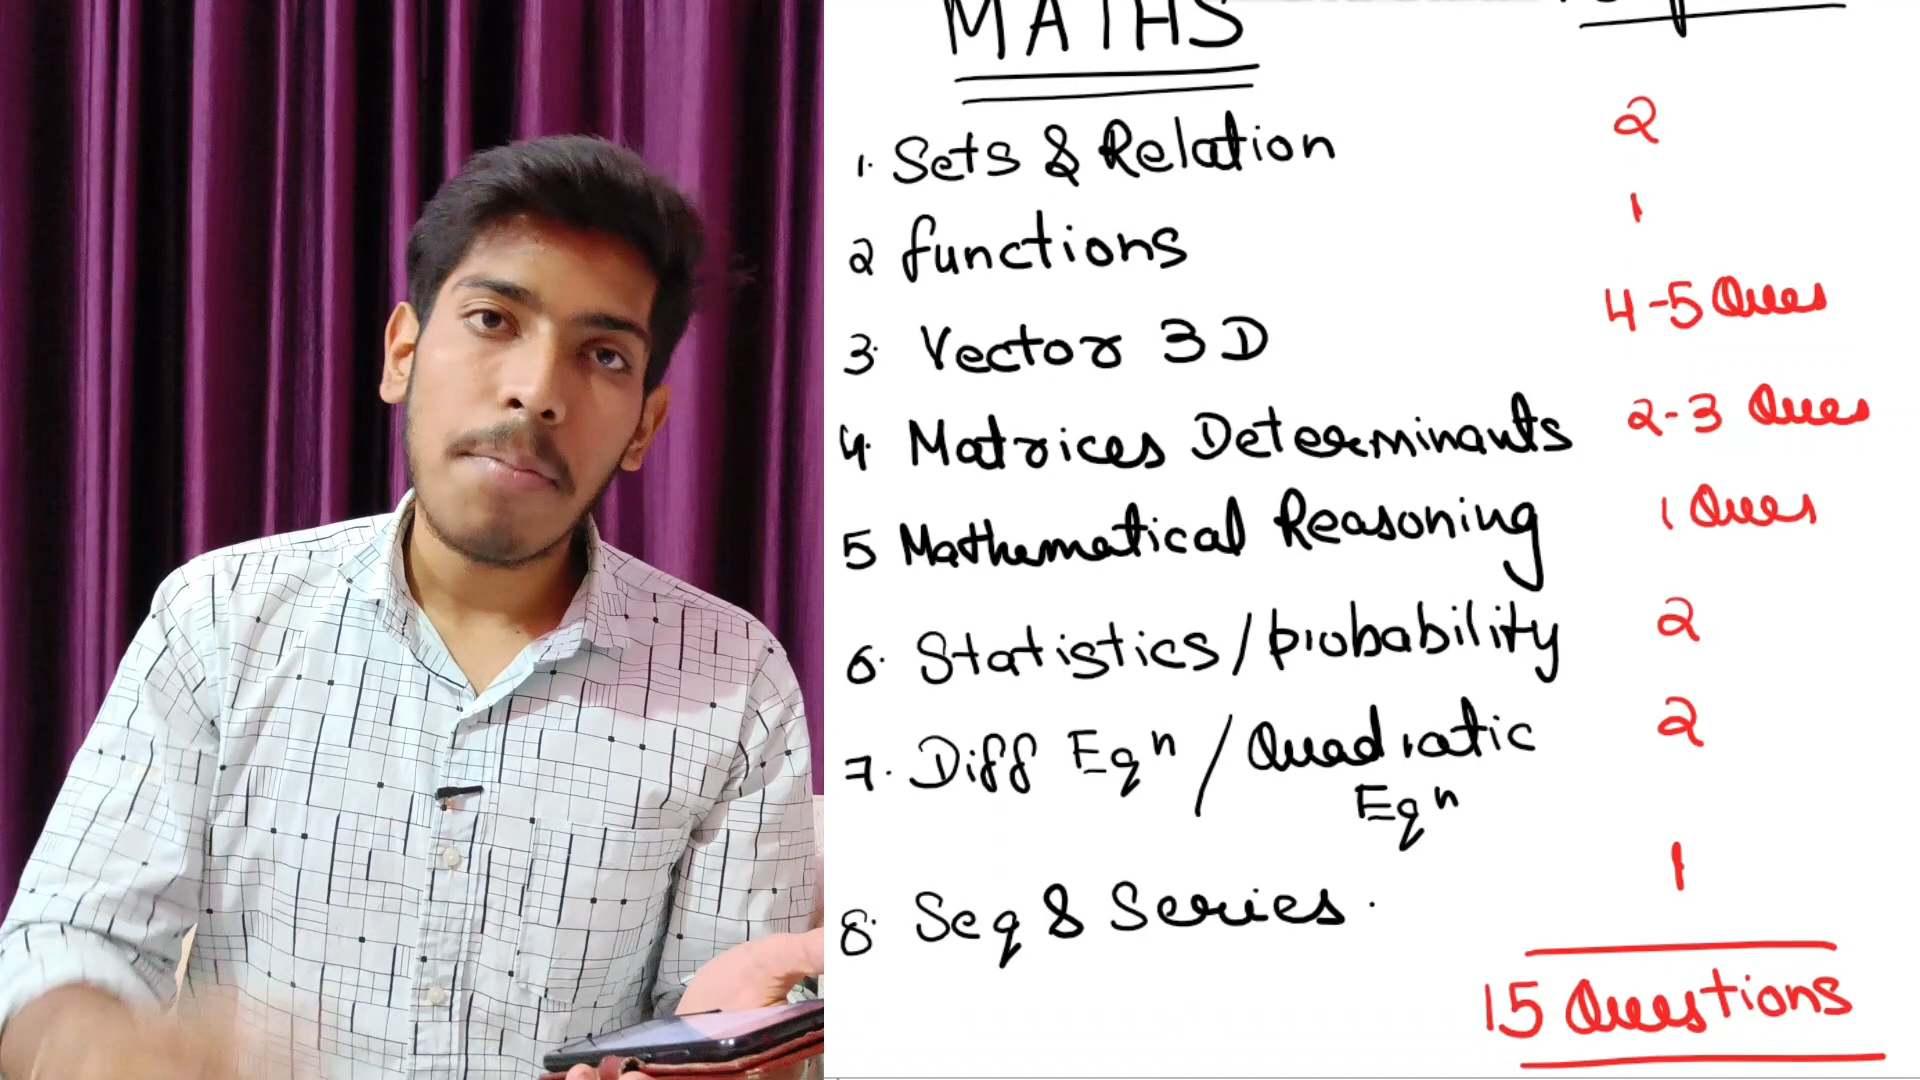 MATHS
1. Sets & Relation 2
2 functions 1
3. Vector 3D 4-5 Ques
4. Matrices Determinants 2-3 Ques
5 Mathematical Reasoning 1 Ques
6. Statistics/probability 2
7. Diff Eqⁿ / Quadratic 2
Eqⁿ
8. Seq & Series. 1
15 Questions